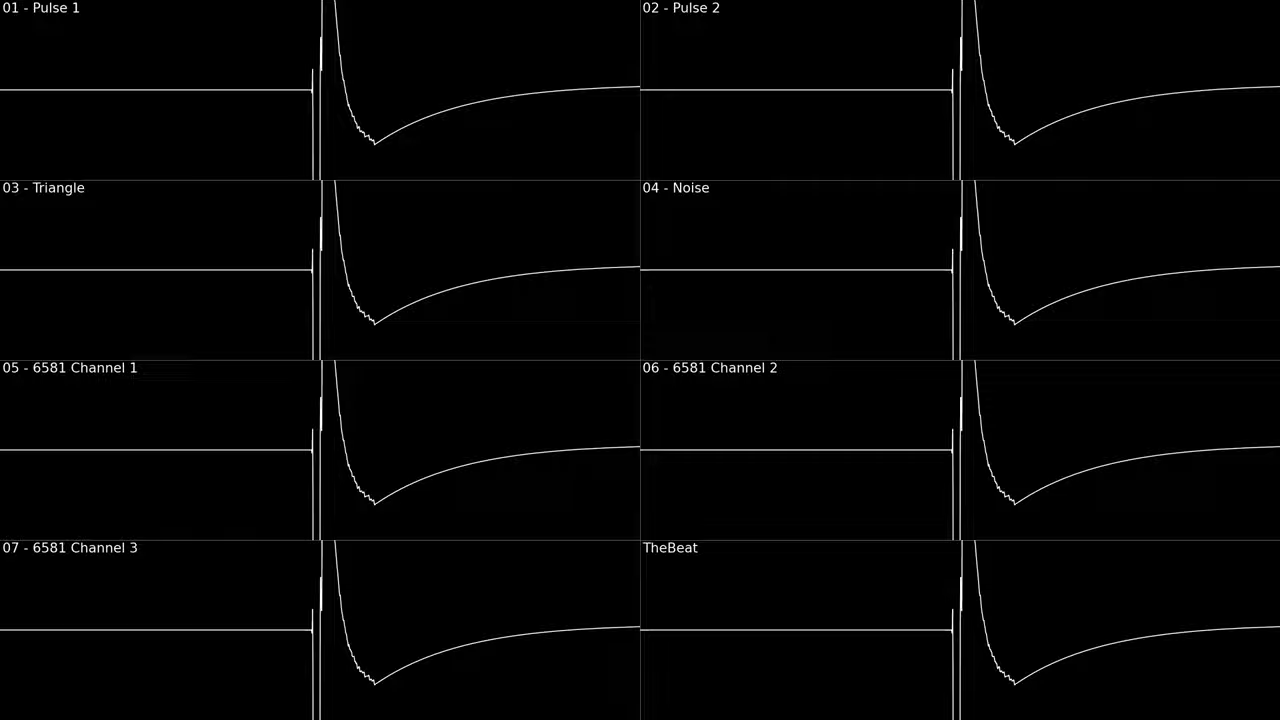 01 - Pulse 1
02 - Pulse 2
03 - Triangle
04 - Noise
05 - 6581 Channel 1
06 - 6581 Channel 2
07 - 6581 Channel 3
TheBeat